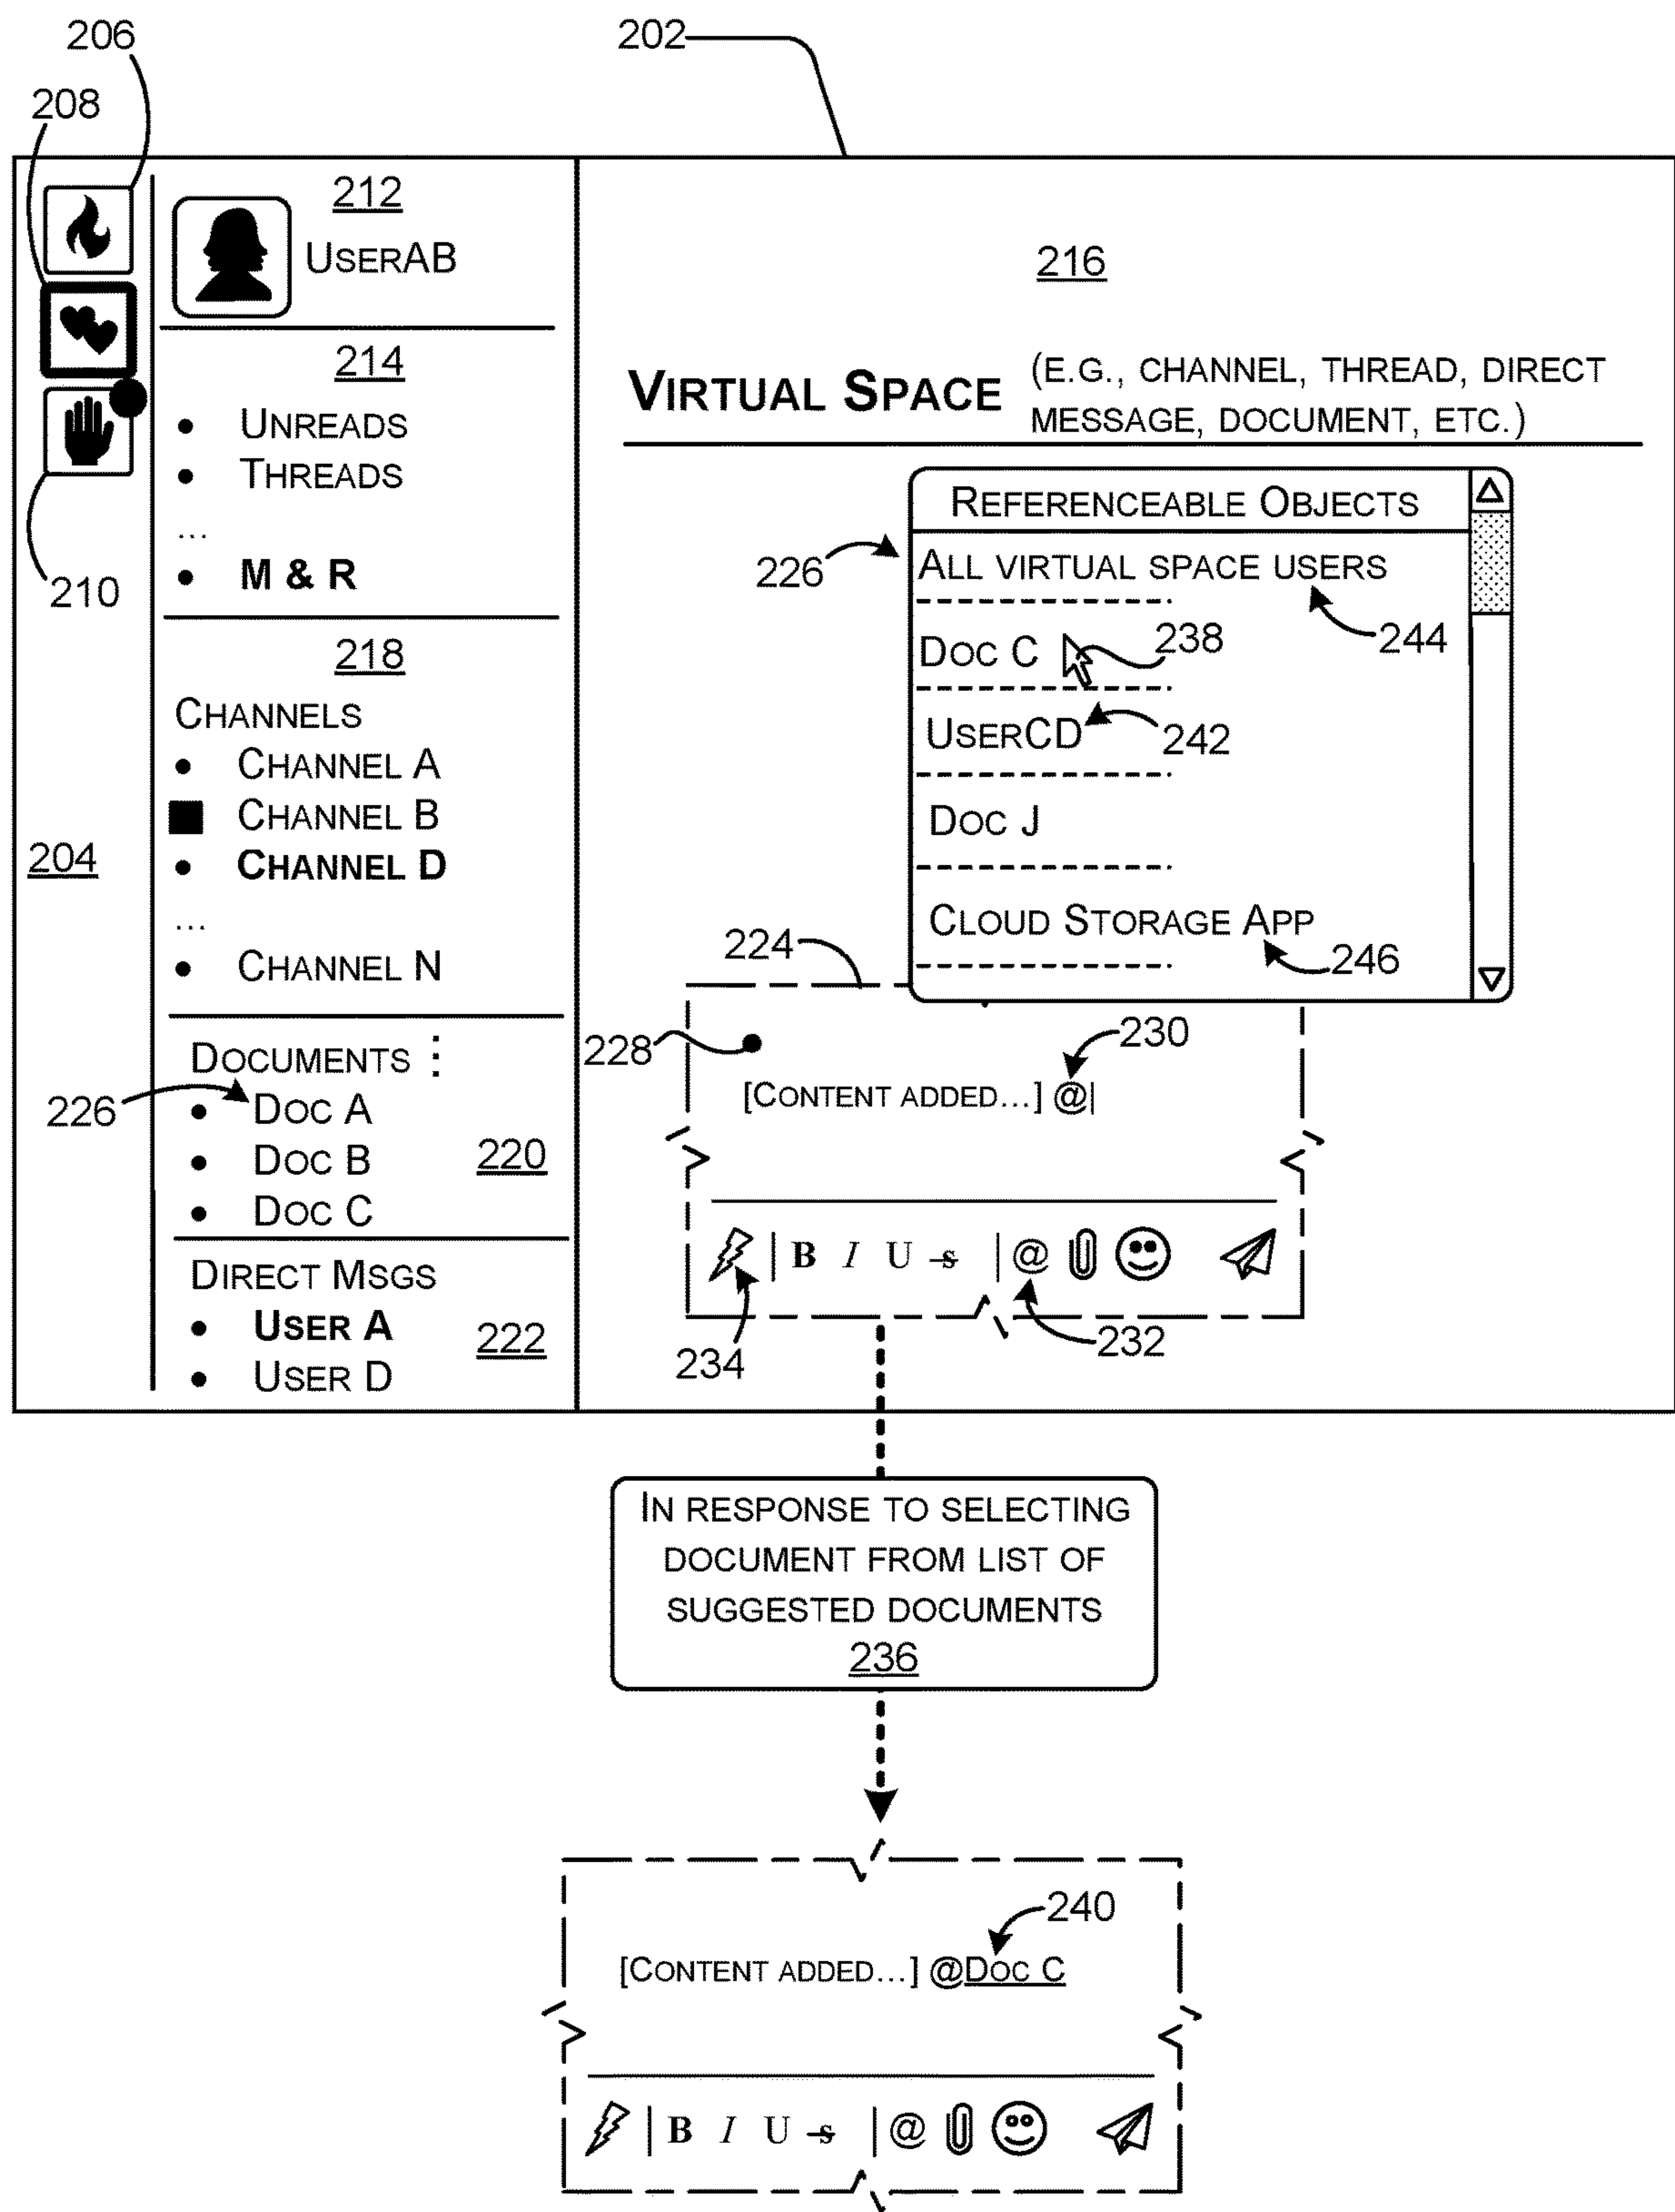 206
202
208
212
UserAB
216
214
Virtual Space (e.g., channel, thread, direct
message, document, etc.)
• Unreads
• Threads
...
• M & R
210
Referenceable Objects
226
All virtual space users
244
Doc C
238
UserCD
242
Doc J
Cloud Storage App
246
218
Channels
• Channel A
Channel B
• Channel D
...
• Channel N
204
224
228
230
[Content added...] @|
Documents ⋮
226
• Doc A
• Doc B
• Doc C
220
Direct Msgs
• User A
• User D
222
| B I U s | @
234
232
In response to selecting
document from list of
suggested documents
236
240
[Content added...] @Doc C
| B I U s | @